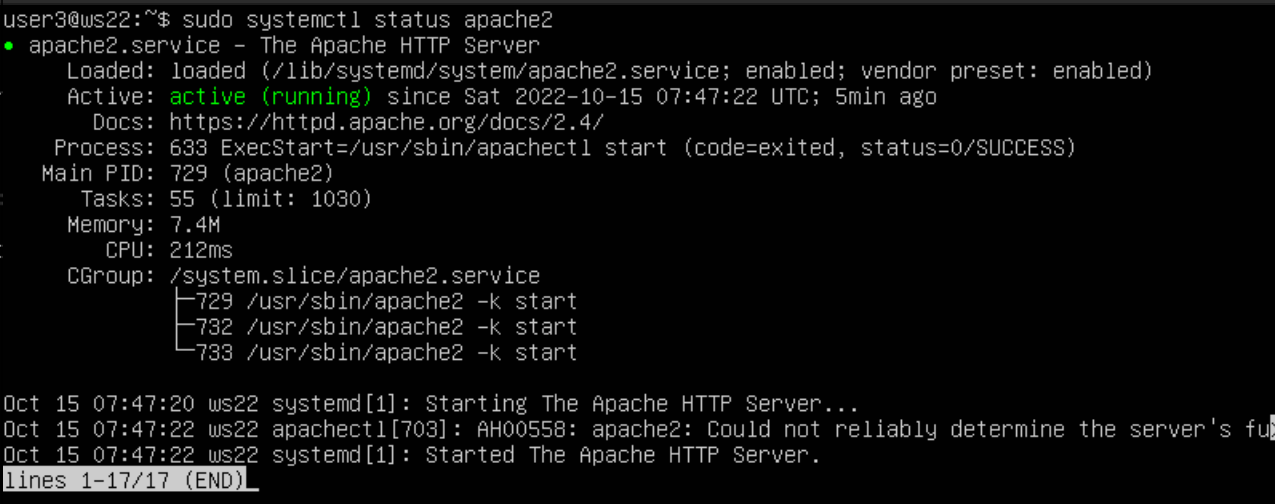 user3@ws22:~$ sudo systemctl status apache2
● apache2.service – The Apache HTTP Server
     Loaded: loaded (/lib/systemd/system/apache2.service; enabled; vendor preset: enabled)
     Active: active (running) since Sat 2022-10-15 07:47:22 UTC; 5min ago
       Docs: https://httpd.apache.org/docs/2.4/
    Process: 633 ExecStart=/usr/sbin/apachectl start (code=exited, status=0/SUCCESS)
   Main PID: 729 (apache2)
      Tasks: 55 (limit: 1030)
     Memory: 7.4M
        CPU: 212ms
     CGroup: /system.slice/apache2.service
             ├─729 /usr/sbin/apache2 -k start
             ├─732 /usr/sbin/apache2 -k start
             └─733 /usr/sbin/apache2 -k start
Oct 15 07:47:20 ws22 systemd[1]: Starting The Apache HTTP Server...
Oct 15 07:47:22 ws22 apachectl[703]: AH00558: apache2: Could not reliably determine the server's fu>
Oct 15 07:47:22 ws22 systemd[1]: Started The Apache HTTP Server.
lines 1-17/17 (END)